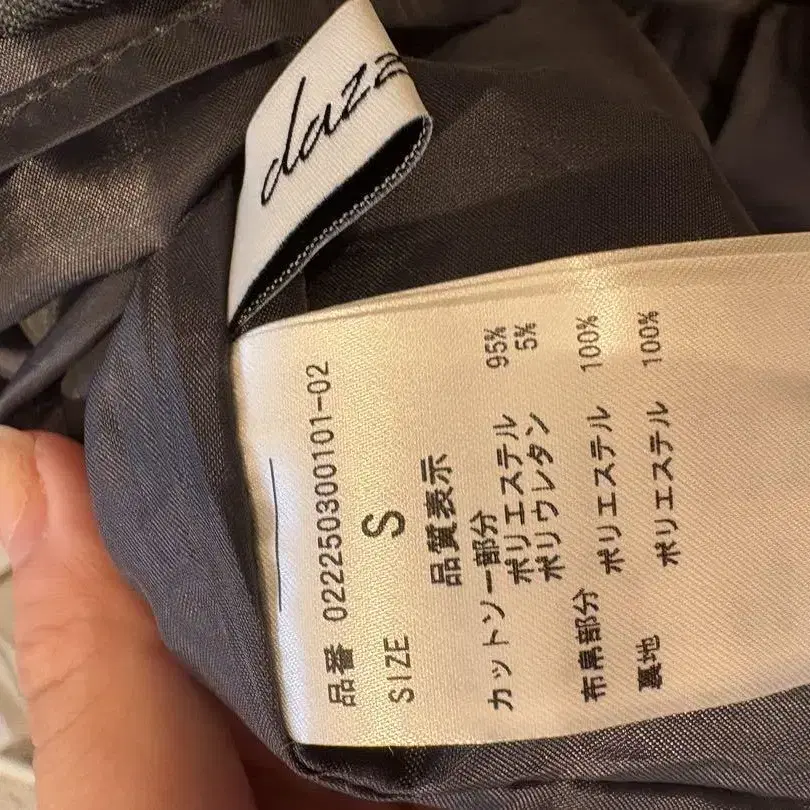 dazz
品番 022250300101-02
SIZE S
品質表示
カットソー部分
ポリエステル 95%
ポリウレタン 5%
布帛部分 ポリエステル 100%
裏地 ポリエステル 100%